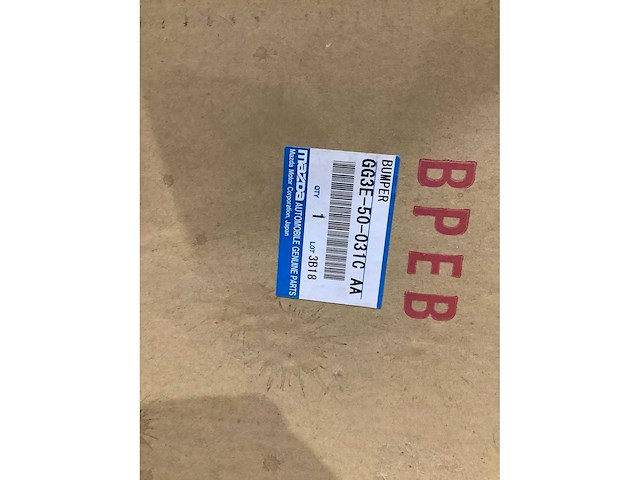 BPEB
BUMPER
GG3E-50-031C AA
QTY 1 LOT 3B18
mazda AUTOMOBILE GENUINE PARTS
Mazda Motor Corporation, Japan